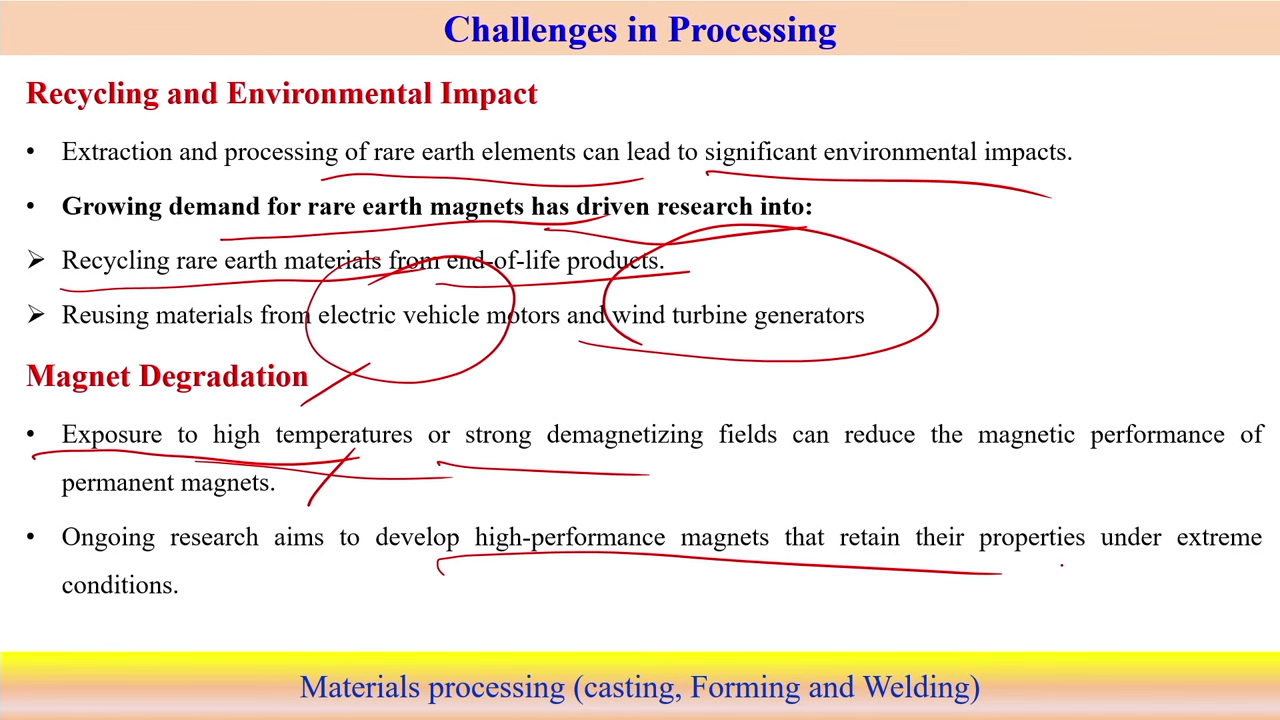 Challenges in Processing
Recycling and Environmental Impact
• Extraction and processing of rare earth elements can lead to significant environmental impacts.
• Growing demand for rare earth magnets has driven research into:
➢ Recycling rare earth materials from end-of-life products.
➢ Reusing materials from electric vehicle motors and wind turbine generators
Magnet Degradation
• Exposure to high temperatures or strong demagnetizing fields can reduce the magnetic performance of
permanent magnets.
• Ongoing research aims to develop high-performance magnets that retain their properties under extreme
conditions.
Materials processing (casting, Forming and Welding)